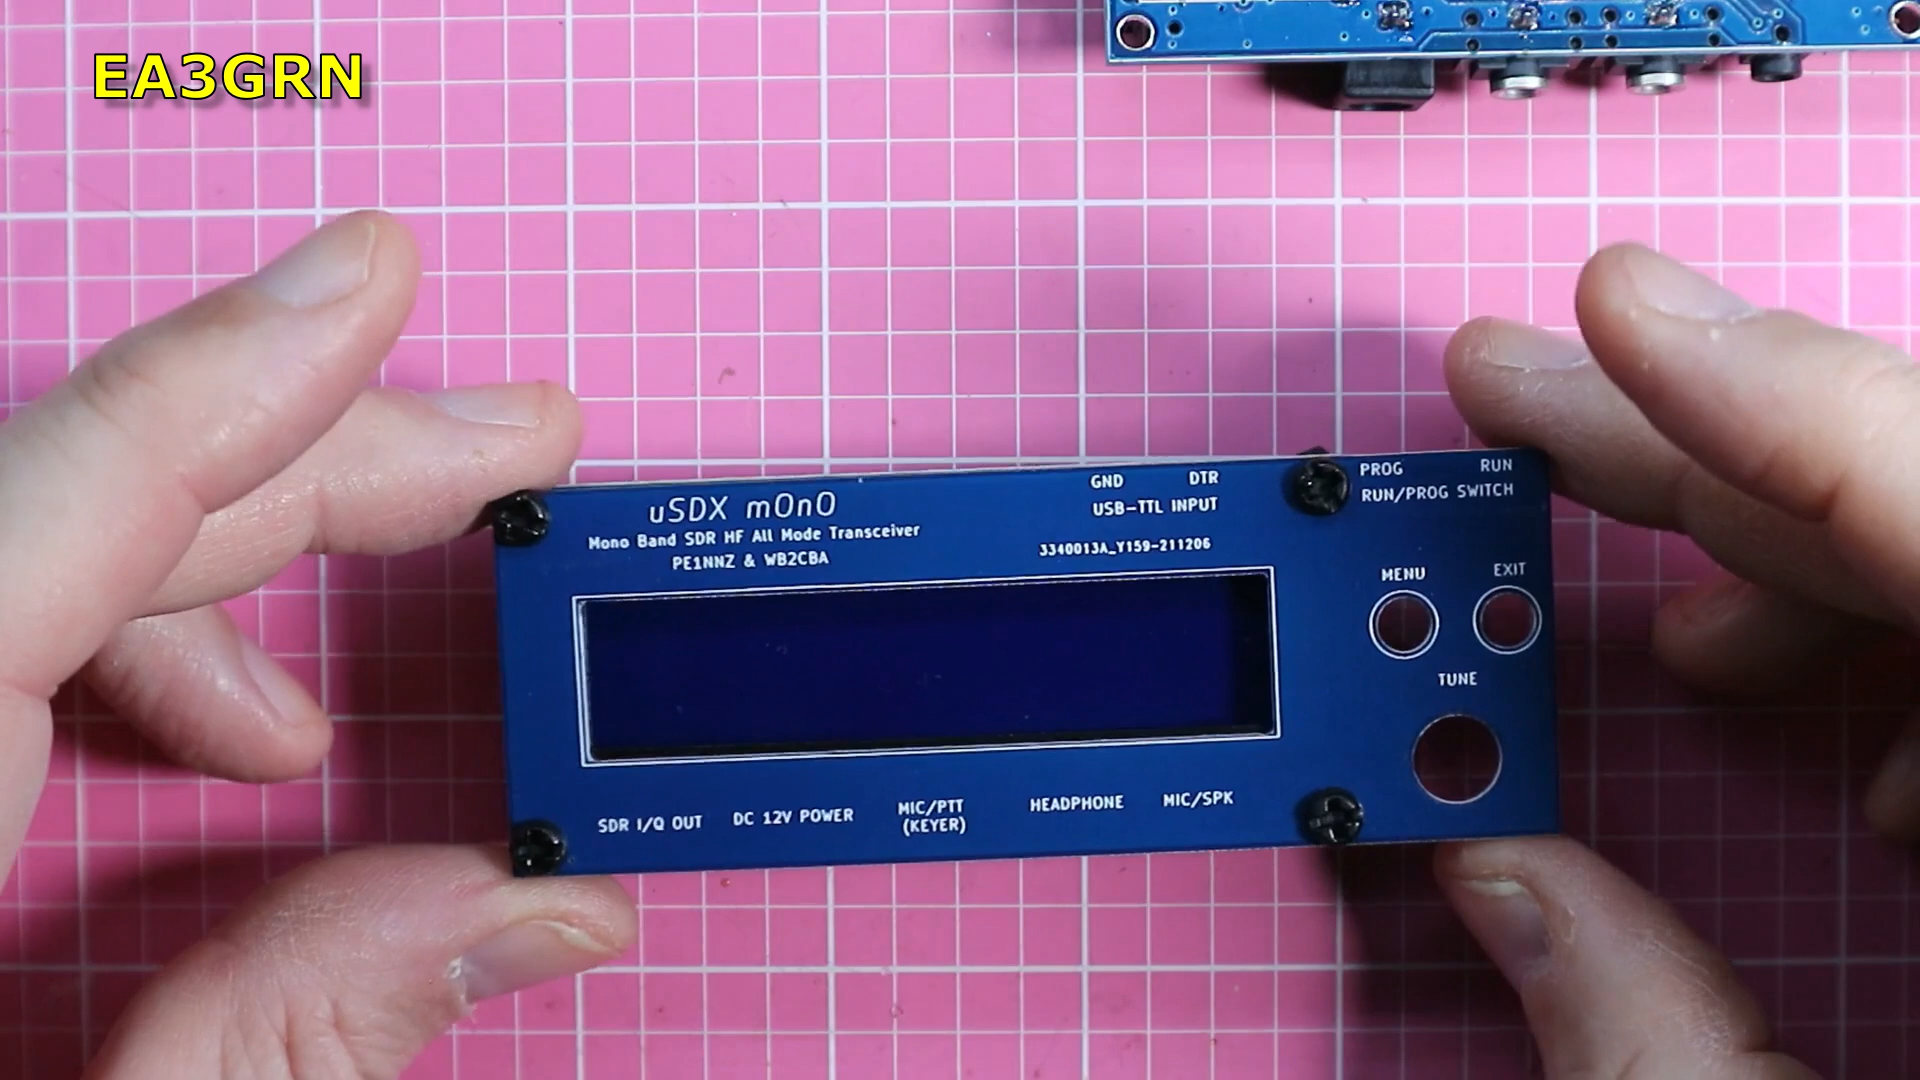 EA3GRN
uSDX mOnO
Mono Band SDR HF All Mode Transceiver
PE1NNZ & WB2CBA
GND DTR
USB-TTL INPUT
3340013A_Y159-211206
PROG RUN
RUN/PROG SWITCH
MENU EXIT
TUNE
SDR I/Q OUT
DC 12V POWER
MIC/PTT
(KEYER)
HEADPHONE
MIC/SPK